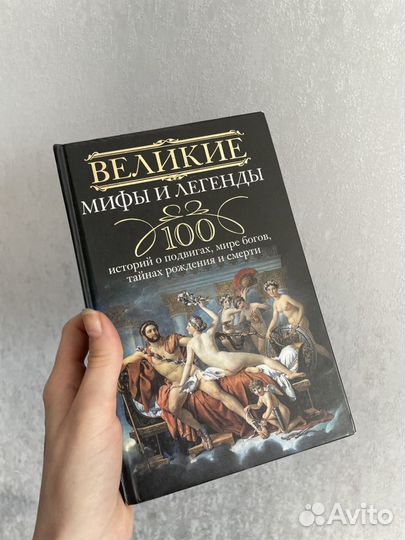 ВЕЛИКИЕ
МИФЫ И ЛЕГЕНДЫ
100
историй о подвигах, мире богов,
тайнах рождения и смерти
Avito